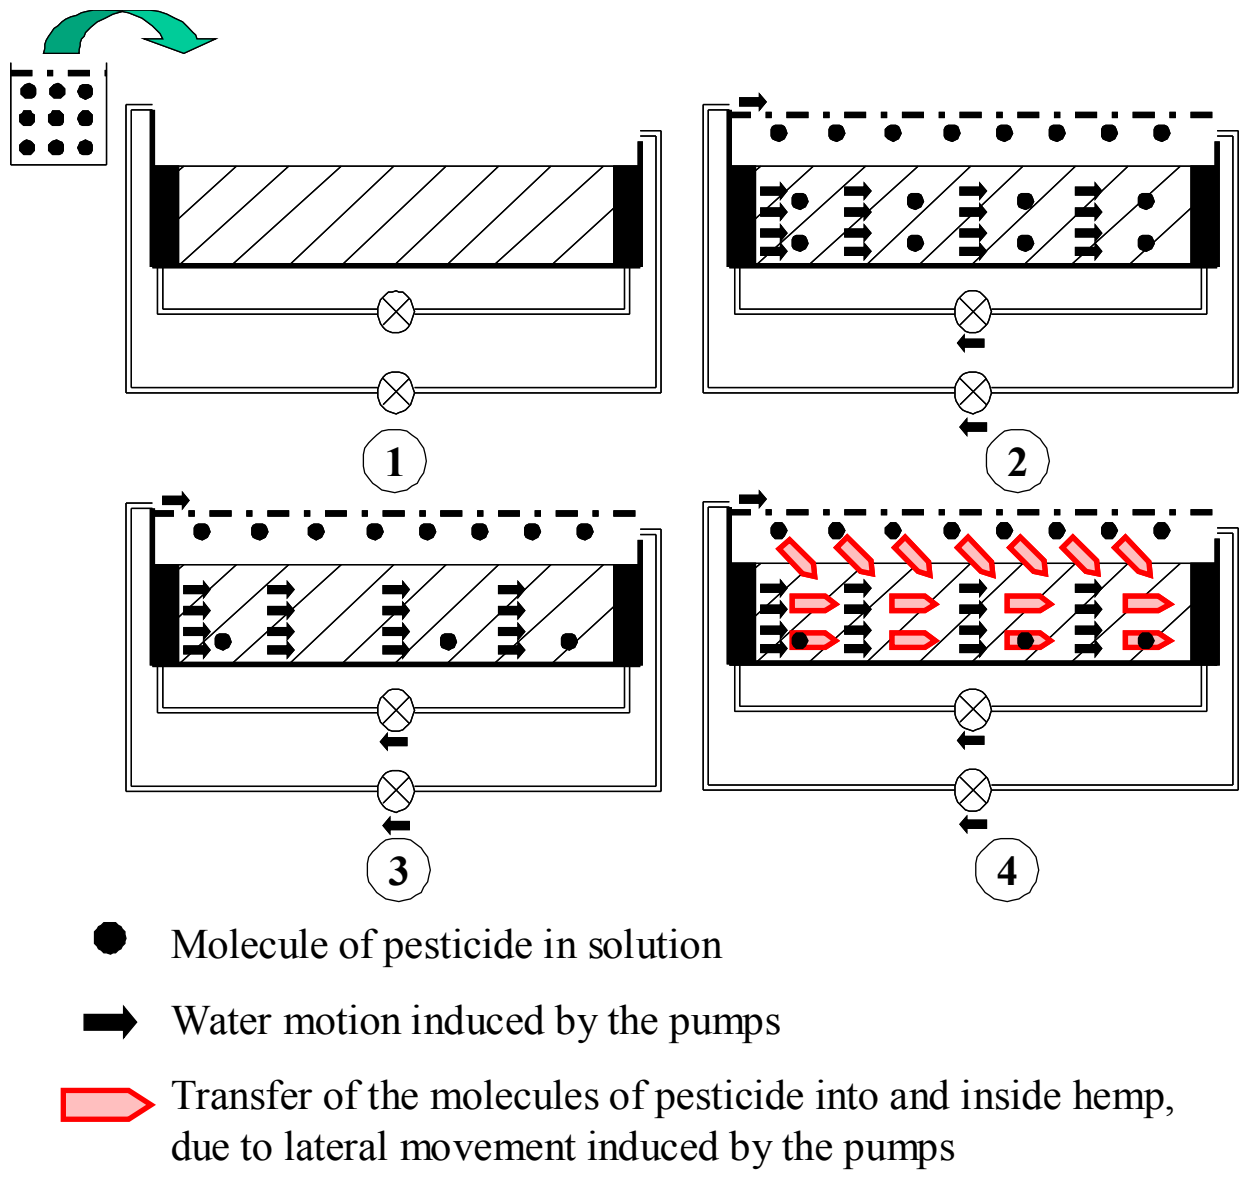 1
2
3
4
Molecule of pesticide in solution
Water motion induced by the pumps
Transfer of the molecules of pesticide into and inside hemp,
due to lateral movement induced by the pumps